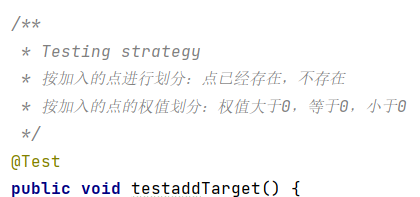 /**
 * Testing strategy
 * 按加入的点进行划分：点已经存在，不存在
 * 按加入的点的权值划分：权值大于0，等于0，小于0
 */
@Test
public void testaddTarget() {